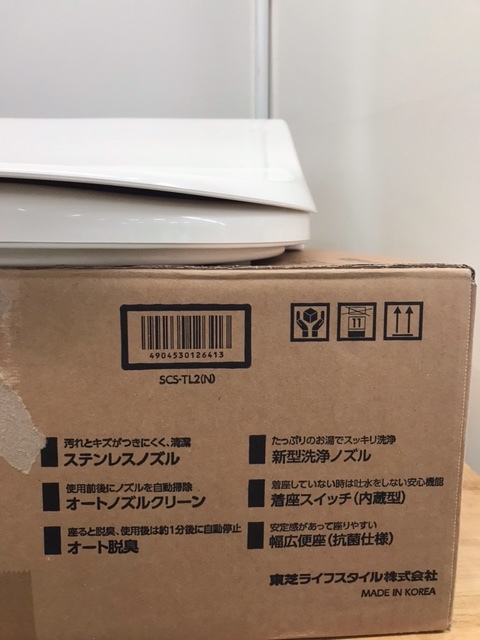 11
4904530126413
SCS-TL2(N)
汚れとキズがつきにくく、清潔
ステンレスノズル
たっぷりのお湯でスッキリ洗浄
新型洗浄ノズル
使用前後にノズルを自動掃除
オートノズルクリーン
着座していない時は吐水をしない安心機能
着座スイッチ(内蔵型)
座ると脱臭、使用後は約1分後に自動停止
オート脱臭
安定感があって座りやすい
幅広便座(抗菌仕様)
東芝ライフスタイル株式会社
MADE IN KOREA